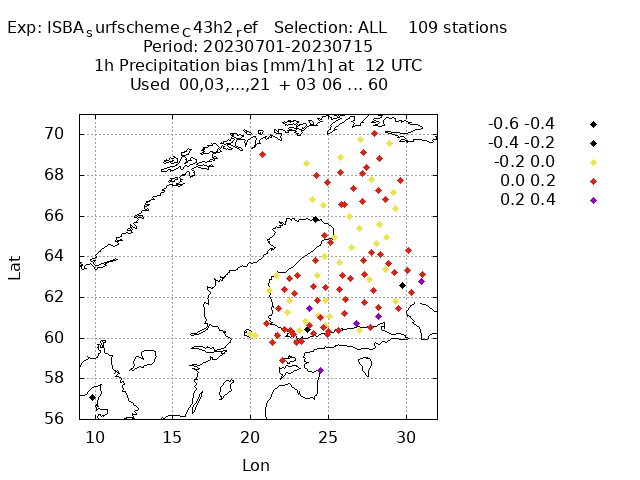 Exp: ISBA_surfscheme_C43h2_ref Selection: ALL 109 stations
Period: 20230701-20230715
1h Precipitation bias [mm/1h] at 12 UTC
Used 00,03,...,21 + 03 06 ... 60
-0.6 -0.4
-0.4 -0.2
-0.2 0.0
0.0 0.2
0.2 0.4
70
68
66
64
62
60
58
56
Lat
10 15 20 25 30
Lon